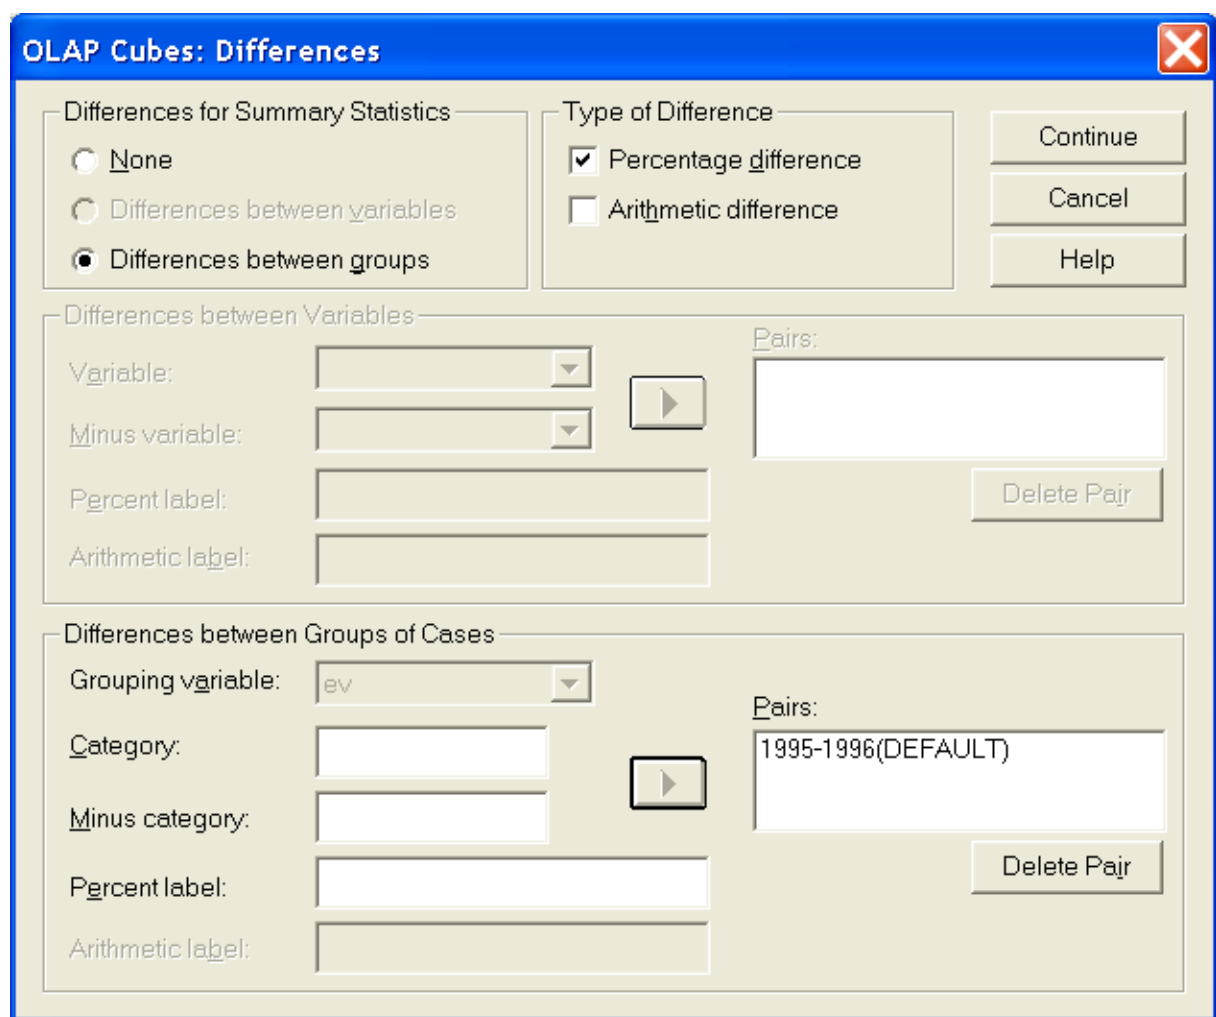 OLAP Cubes: Differences
Differences for Summary Statistics
None
Differences between variables
Differences between groups
Type of Difference
Percentage difference
Arithmetic difference
Continue
Cancel
Help
Differences between Variables
Variable:
Minus variable:
Percent label:
Arithmetic label:
Pairs:
Delete Pair
Differences between Groups of Cases
Grouping variable: ev
Category:
Minus category:
Percent label:
Arithmetic label:
Pairs:
1995-1996(DEFAULT)
Delete Pair